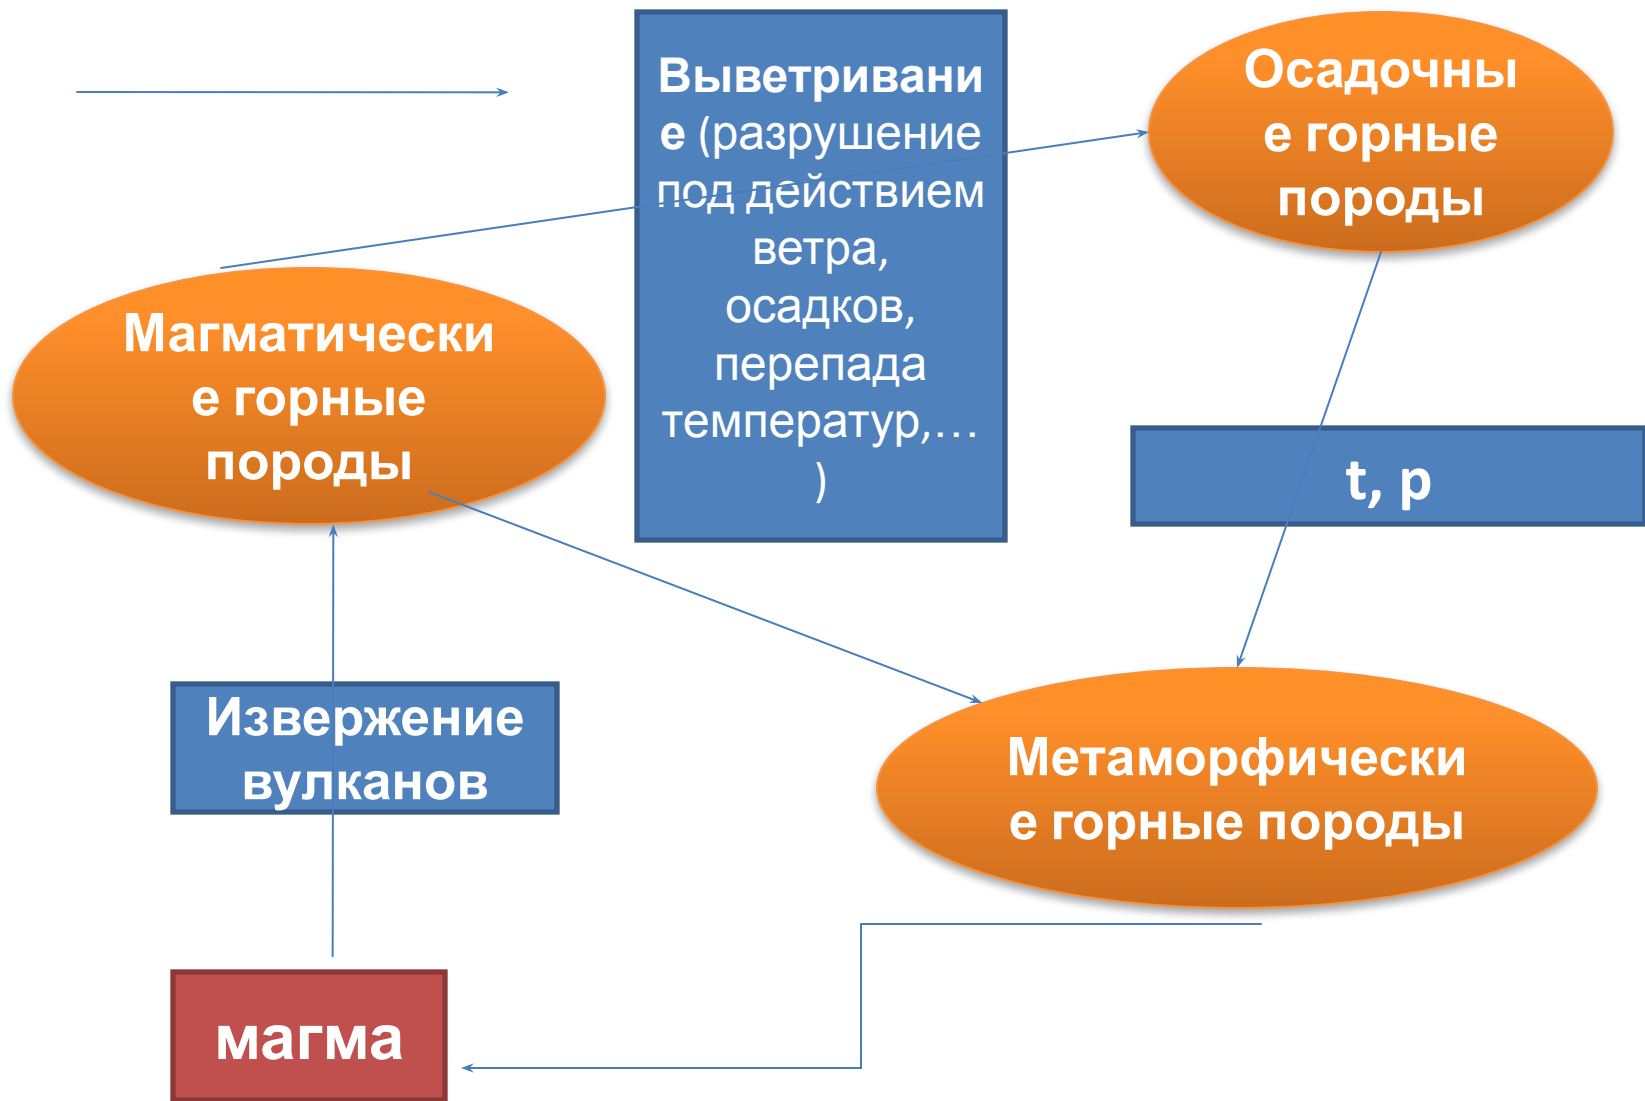 Выветривани
е (разрушение
под действием
ветра,
осадков,
перепада
температур,…
)
Осадочны
е горные
породы
Магматически
е горные
породы
t, p
Извержение
вулканов
Метаморфически
е горные породы
магма